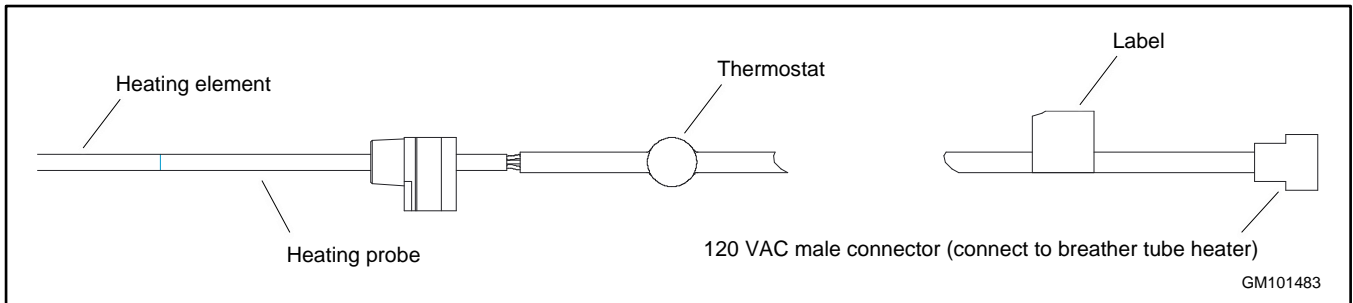 Label
Thermostat
Heating element
Heating probe
120 VAC male connector (connect to breather tube heater)
GM101483